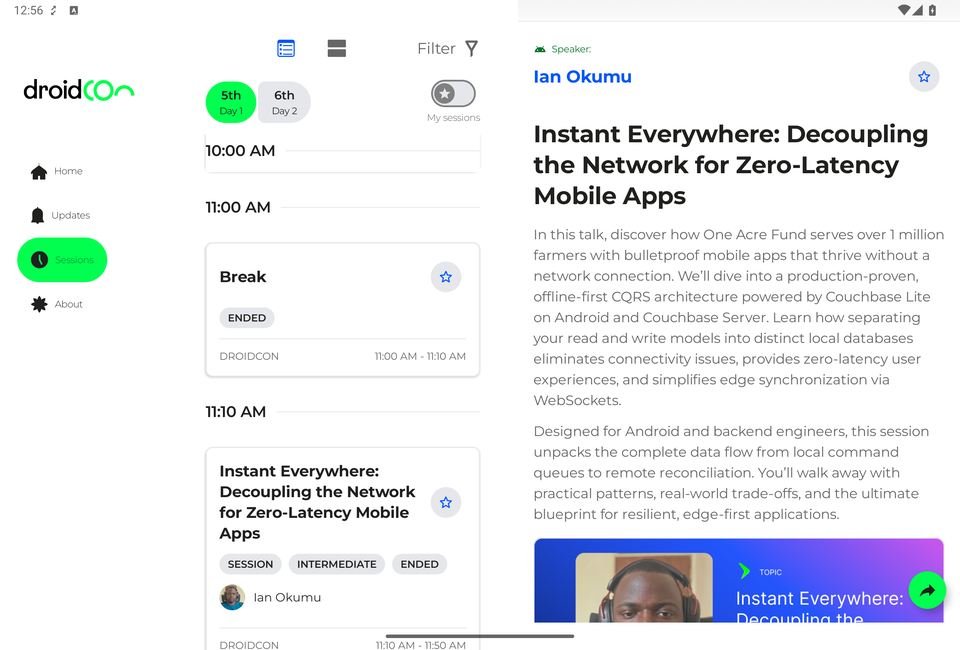 12:56
droidcon
Home
Updates
Sessions
About
Filter
5th
Day 1
6th
Day 2
My sessions
10:00 AM
11:00 AM
Break
ENDED
DROIDCON
11:00 AM - 11:10 AM
11:10 AM
Instant Everywhere:
Decoupling the Network
for Zero-Latency Mobile
Apps
SESSION
INTERMEDIATE
ENDED
Ian Okumu
DROIDCON
11:10 AM - 11:50 AM
Speaker:
Ian Okumu
Instant Everywhere: Decoupling
the Network for Zero-Latency
Mobile Apps
In this talk, discover how One Acre Fund serves over 1 million
farmers with bulletproof mobile apps that thrive without a
network connection. We’ll dive into a production-proven,
offline-first CQRS architecture powered by Couchbase Lite
on Android and Couchbase Server. Learn how separating
your read and write models into distinct local databases
eliminates connectivity issues, provides zero-latency user
experiences, and simplifies edge synchronization via
WebSockets.
Designed for Android and backend engineers, this session
unpacks the complete data flow from local command
queues to remote reconciliation. You’ll walk away with
practical patterns, real-world trade-offs, and the ultimate
blueprint for resilient, edge-first applications.
TOPIC
Instant Everywhere:
Decoupling the